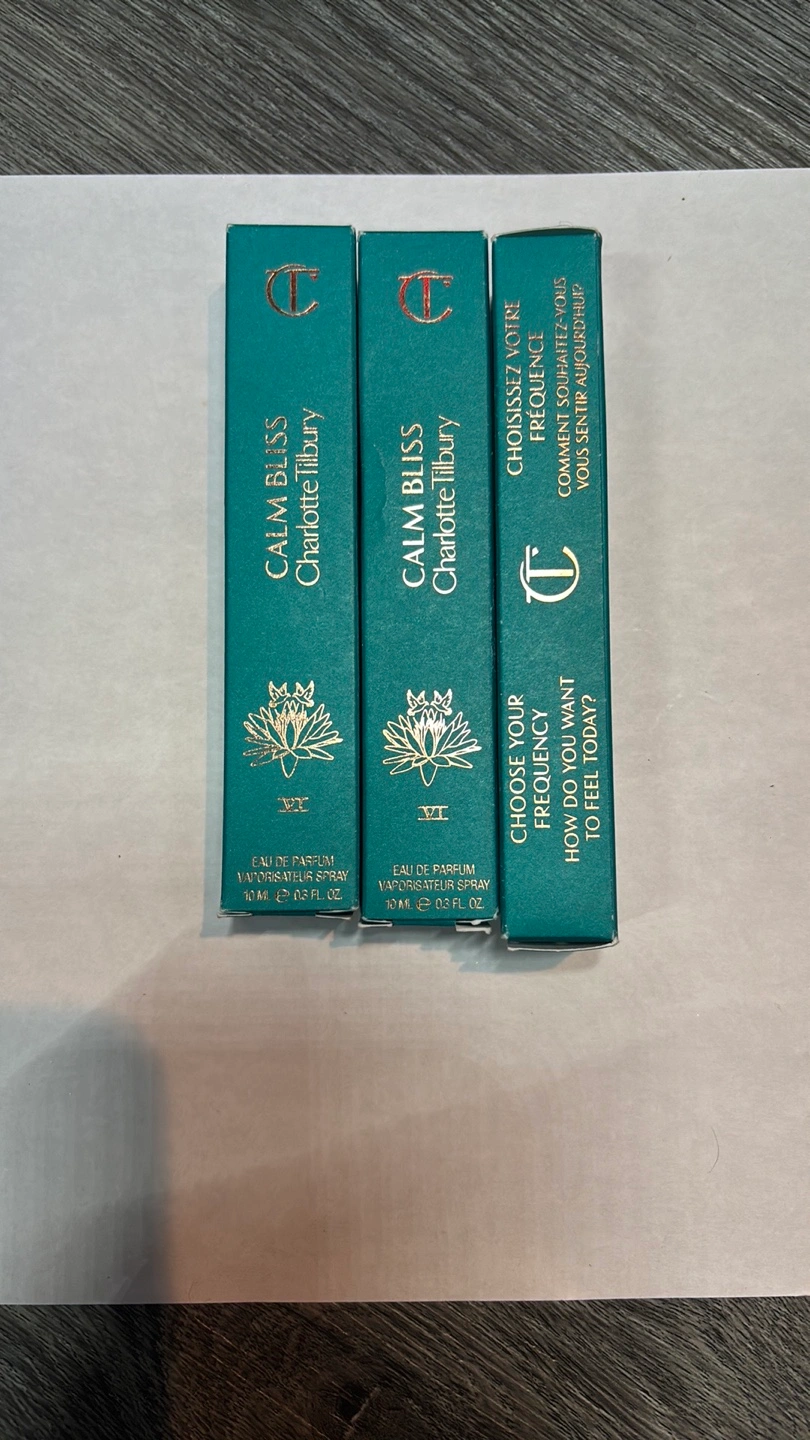 CT
CALM BLISS
Charlotte Tilbury
VI
EAU DE PARFUM
VAPORISATEUR SPRAY
10 ML e 0.3 FL. OZ.
CT
CALM BLISS
Charlotte Tilbury
VI
EAU DE PARFUM
VAPORISATEUR SPRAY
10 ML e 0.3 FL. OZ.
CHOOSE YOUR
FREQUENCY
HOW DO YOU WANT
TO FEEL TODAY?
CT
CHOISISSEZ VOTRE
FRÉQUENCE
COMMENT SOUHAITEZ-VOUS
VOUS SENTIR AUJOURD'HUI?